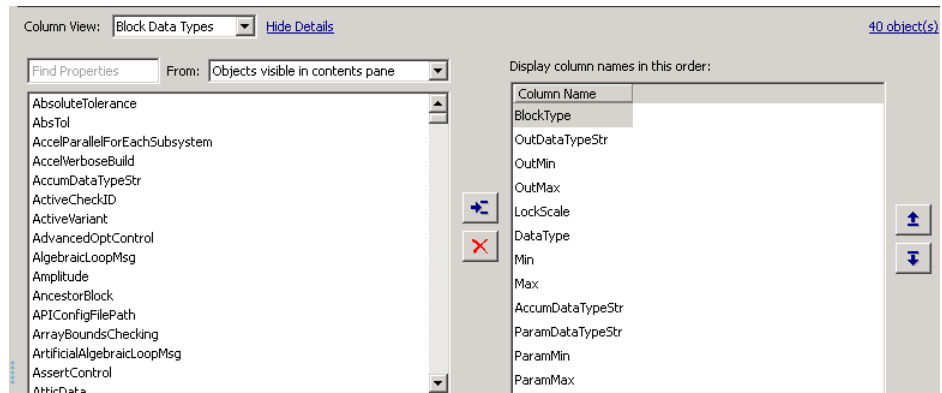 Column View: Block Data Types Hide Details 40 object(s)
Find Properties From: Objects visible in contents pane
AbsoluteTolerance
AbsTol
AccelParallelForEachSubsystem
AccelVerboseBuild
AccumDataTypeStr
ActiveCheckID
ActiveVariant
AdvancedOptControl
AlgebraicLoopMsg
Amplitude
AncestorBlock
APIConfigFilePath
ArrayBoundsChecking
ArtificialAlgebraicLoopMsg
AssertControl
AtticData
Display column names in this order:
Column Name
BlockType
OutDataTypeStr
OutMin
OutMax
LockScale
DataType
Min
Max
AccumDataTypeStr
ParamDataTypeStr
ParamMin
ParamMax